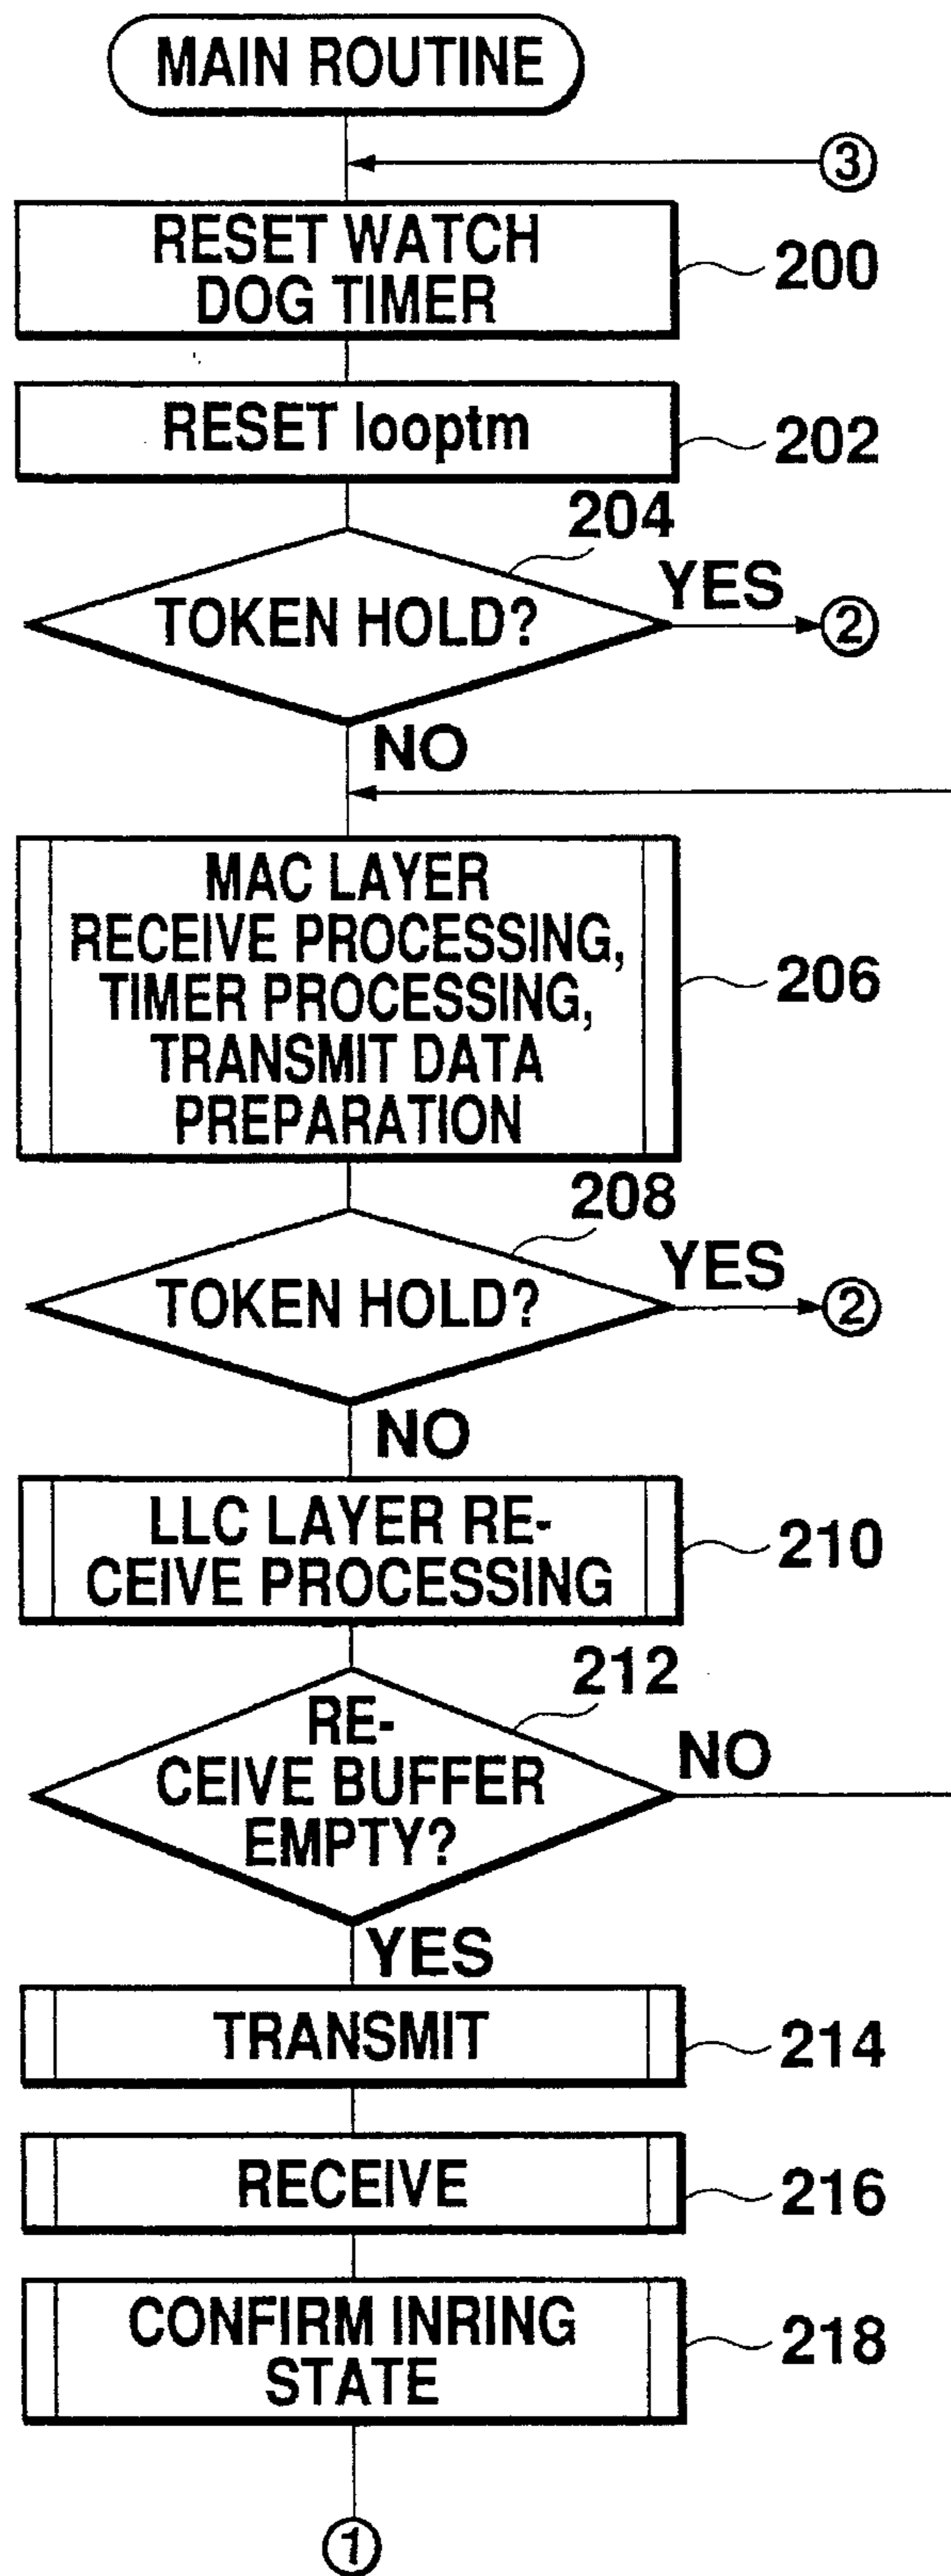 MAIN ROUTINE
3
RESET WATCH
DOG TIMER
200
RESET looptm
202
204
TOKEN HOLD?
YES
2
NO
MAC LAYER
RECEIVE PROCESSING,
TIMER PROCESSING,
TRANSMIT DATA
PREPARATION
206
208
TOKEN HOLD?
YES
2
NO
LLC LAYER RE-
CEIVE PROCESSING
210
212
RE-
CEIVE BUFFER
EMPTY?
NO
YES
TRANSMIT
214
RECEIVE
216
CONFIRM INRING
STATE
218
1